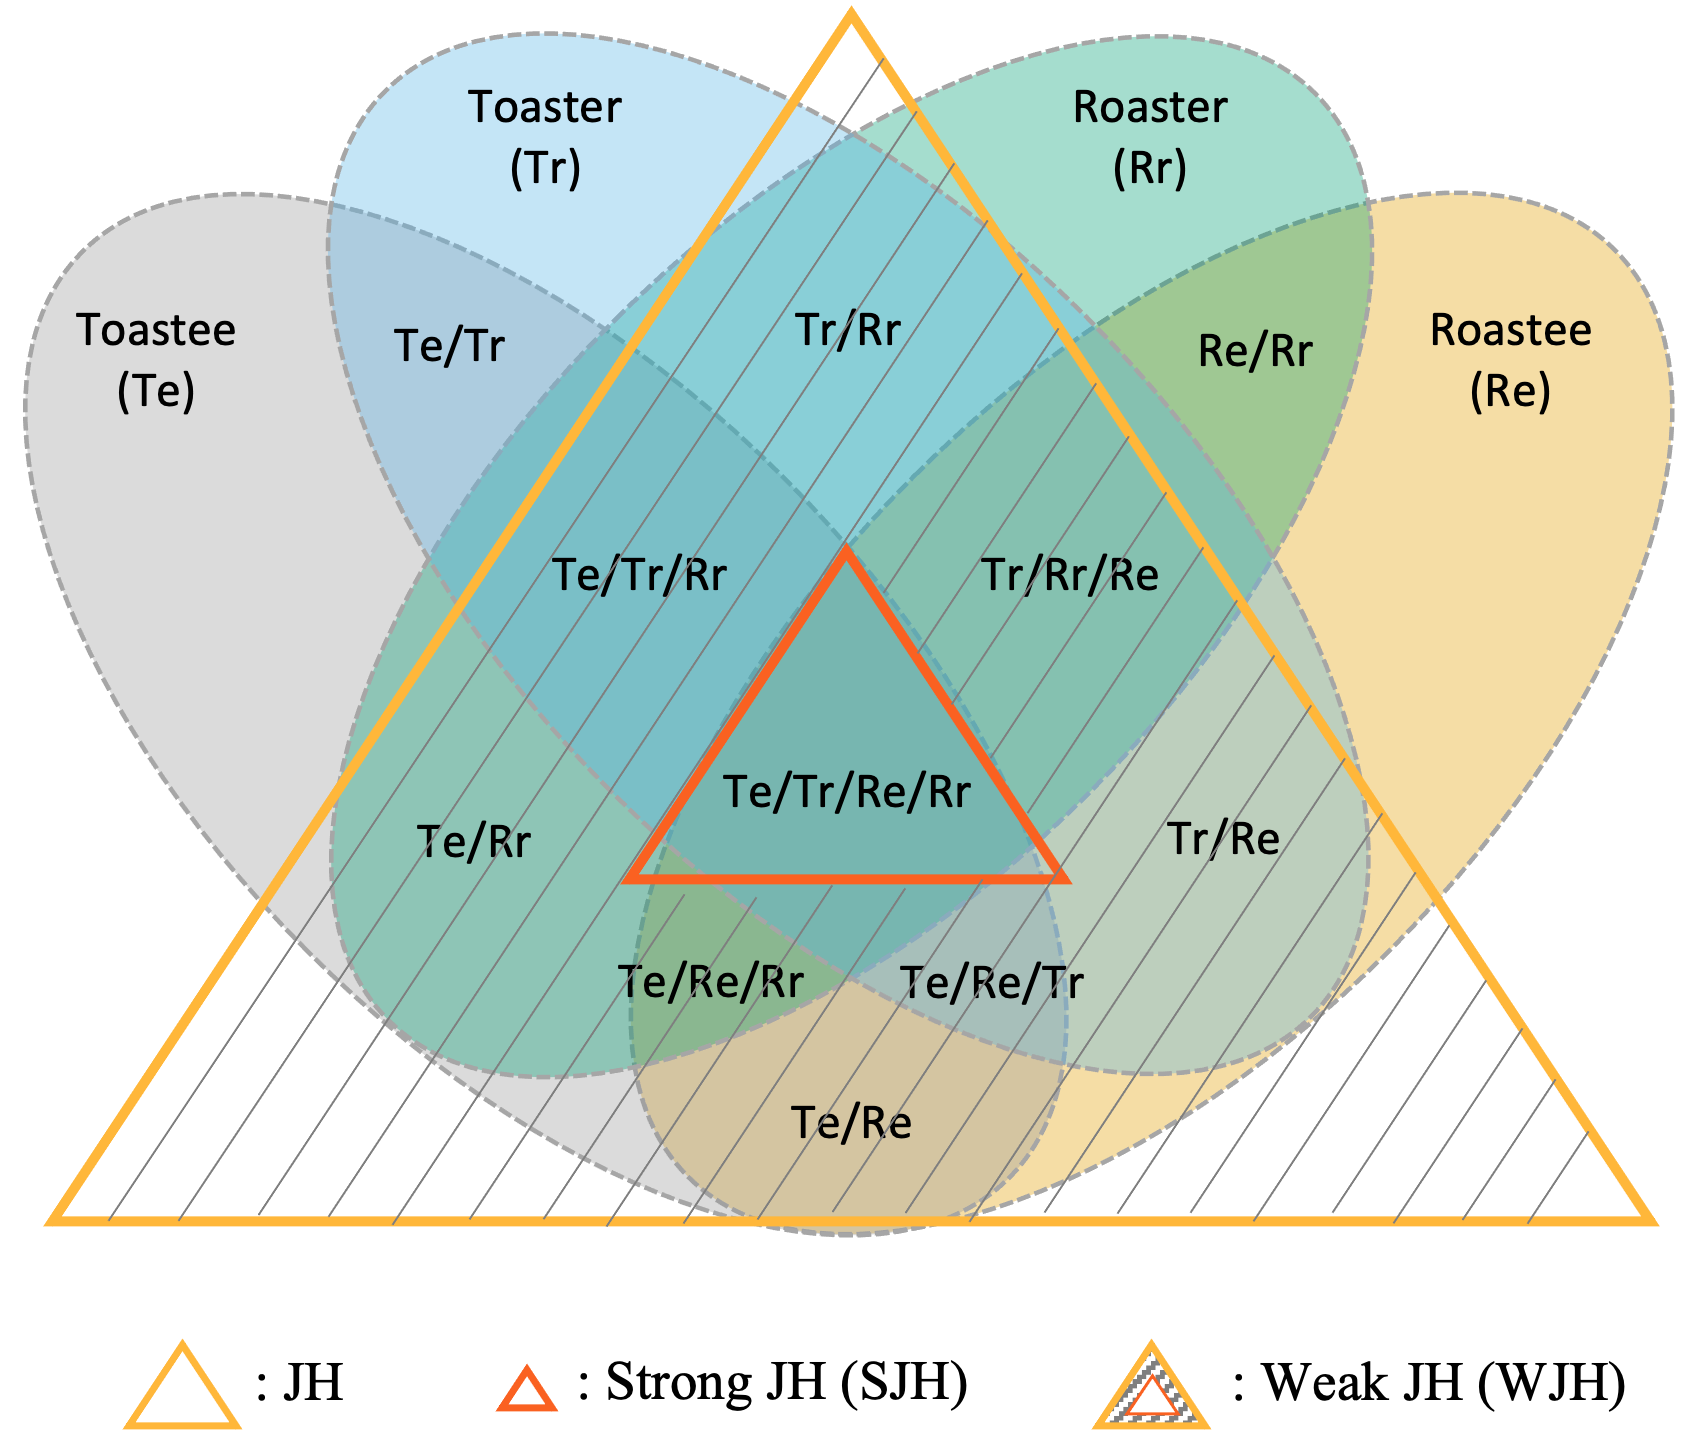 Toaster
(Tr)
Roaster
(Rr)
Toastee
(Te)
Te/Tr
Tr/Rr
Re/Rr
Roastee
(Re)
Te/Tr/Rr
Tr/Rr/Re
Te/Tr/Re/Rr
Te/Rr
Tr/Re
Te/Re/Rr
Te/Re/Tr
Te/Re
: JH
: Strong JH (SJH)
: Weak JH (WJH)